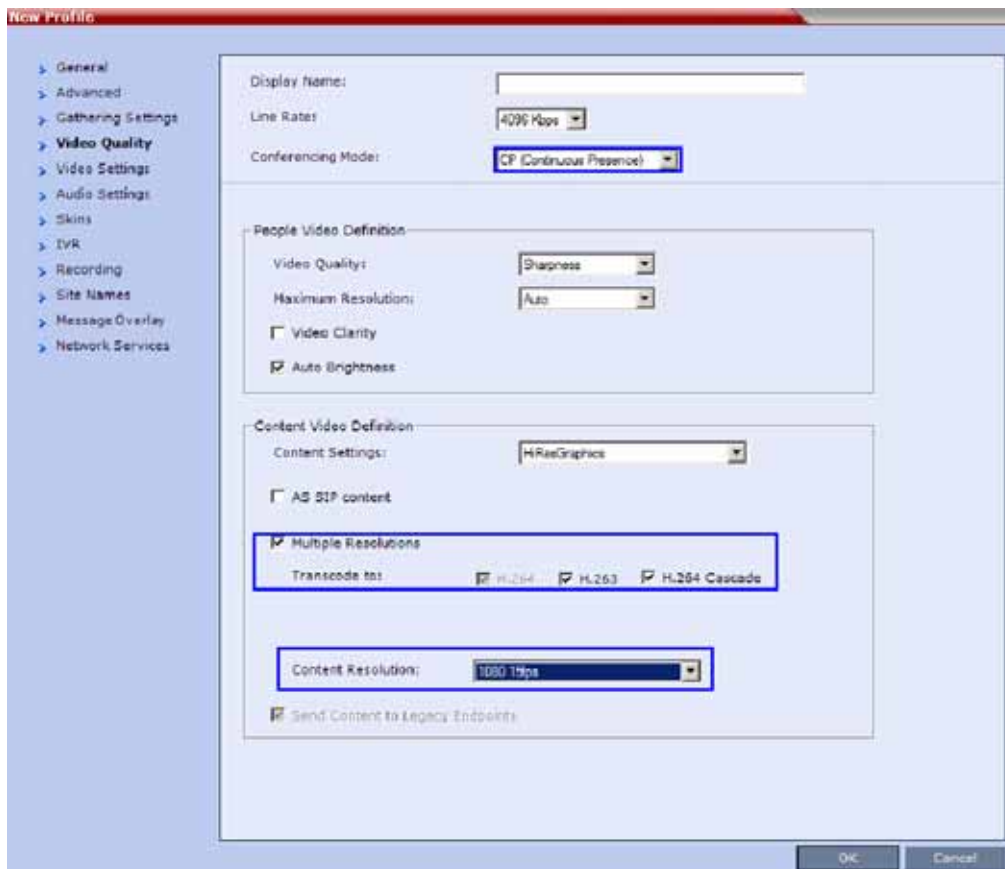 New Profile
General
Advanced
Gathering Settings
Video Quality
Video Settings
Audio Settings
Skins
IVR
Recording
Site Names
Message Overlay
Network Services
Display Name:
Line Rate: 4096 Kbps
Conferencing Mode: CP (Continuous Presence)
People Video Definition
Video Quality: Sharpness
Maximum Resolution: Auto
Video Clarity
Auto Brightness
Content Video Definition
Content Settings: HiResGraphics
AS SIP content
Multiple Resolutions
Transcode to: H.264 H.263 H.264 Cascade
Content Resolution: 1080 15fps
Send Content to Legacy Endpoints
OK Cancel